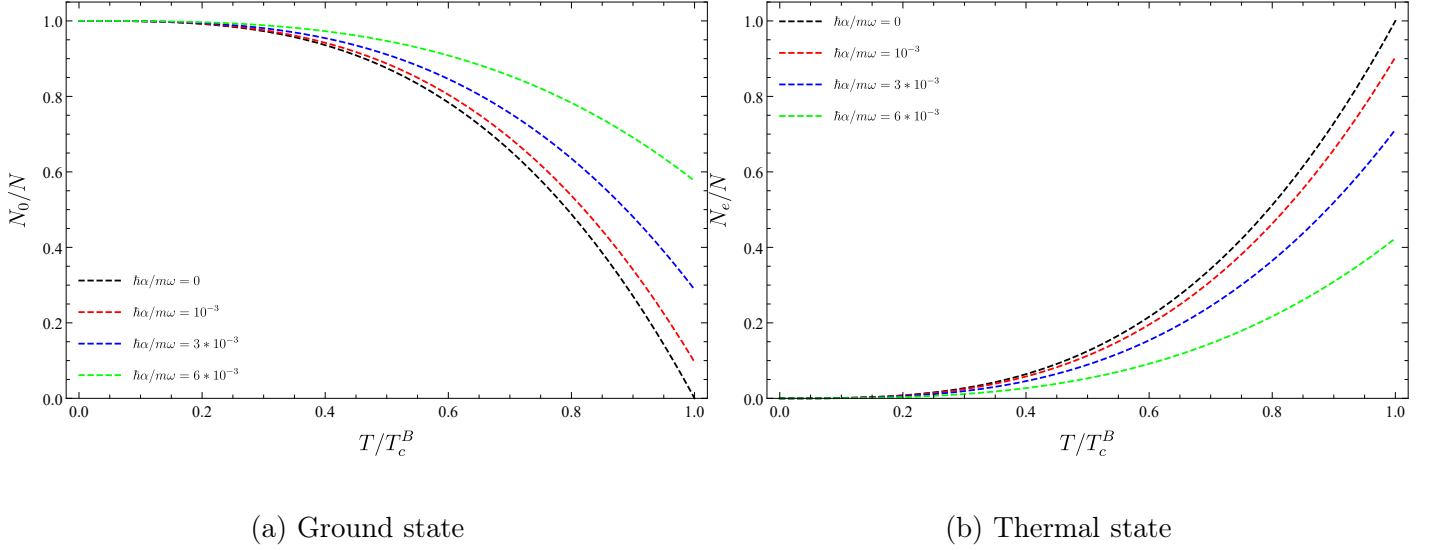 1.0
0.8
0.6
0.4
0.2
0.0
N₀/N
ħα/mω = 0
ħα/mω = 10⁻³
ħα/mω = 3 * 10⁻³
ħα/mω = 6 * 10⁻³
0.0 0.2 0.4 0.6 0.8 1.0
T/T_c^B
(a) Ground state
1.0
0.8
0.6
0.4
0.2
0.0
Nₑ/N
ħα/mω = 0
ħα/mω = 10⁻³
ħα/mω = 3 * 10⁻³
ħα/mω = 6 * 10⁻³
0.0 0.2 0.4 0.6 0.8 1.0
T/T_c^B
(b) Thermal state